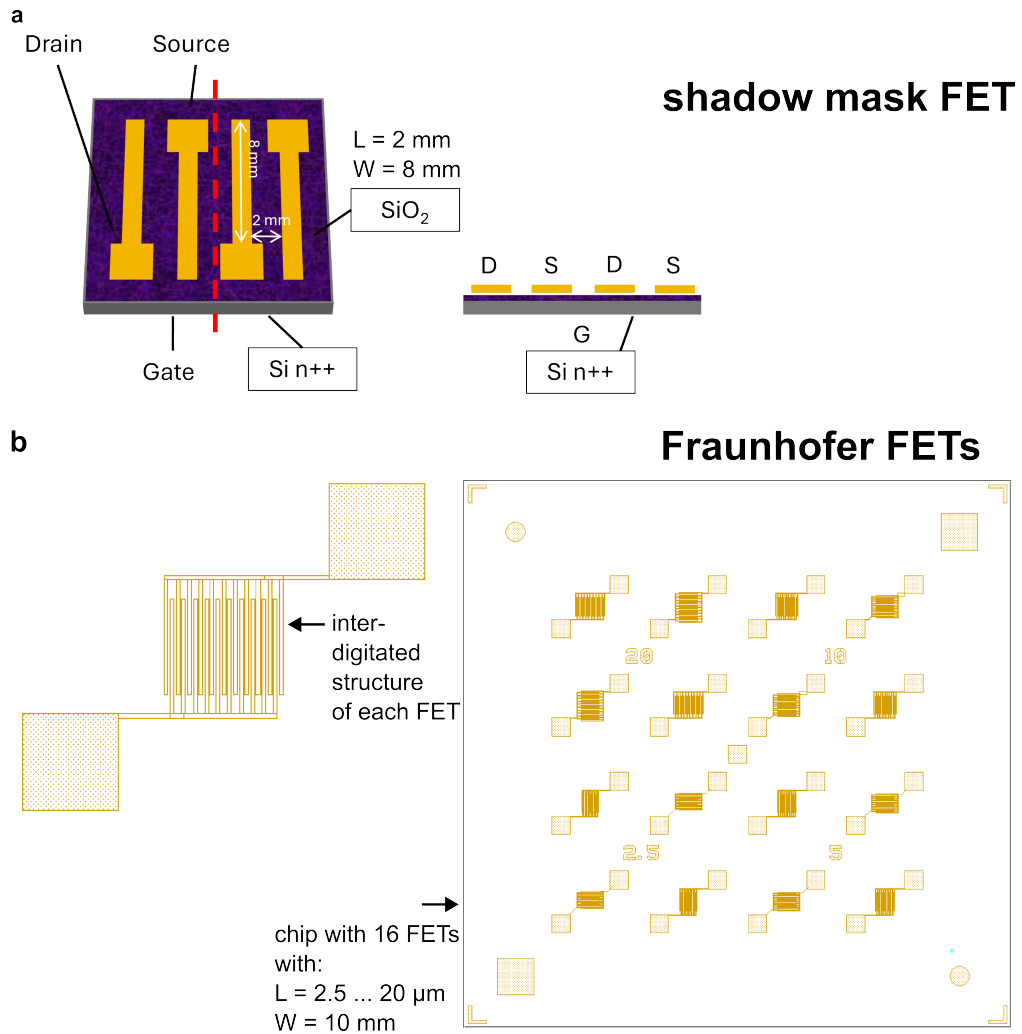 a
Drain
Source
shadow mask FET
L = 2 mm
W = 8 mm
8 mm
2 mm
SiO2
D S D S
G
Gate
Si n++
Si n++
b
Fraunhofer FETs
inter-
digitated
structure
of each FET
20
10
2.5
5
chip with 16 FETs
with:
L = 2.5 ... 20 µm
W = 10 mm